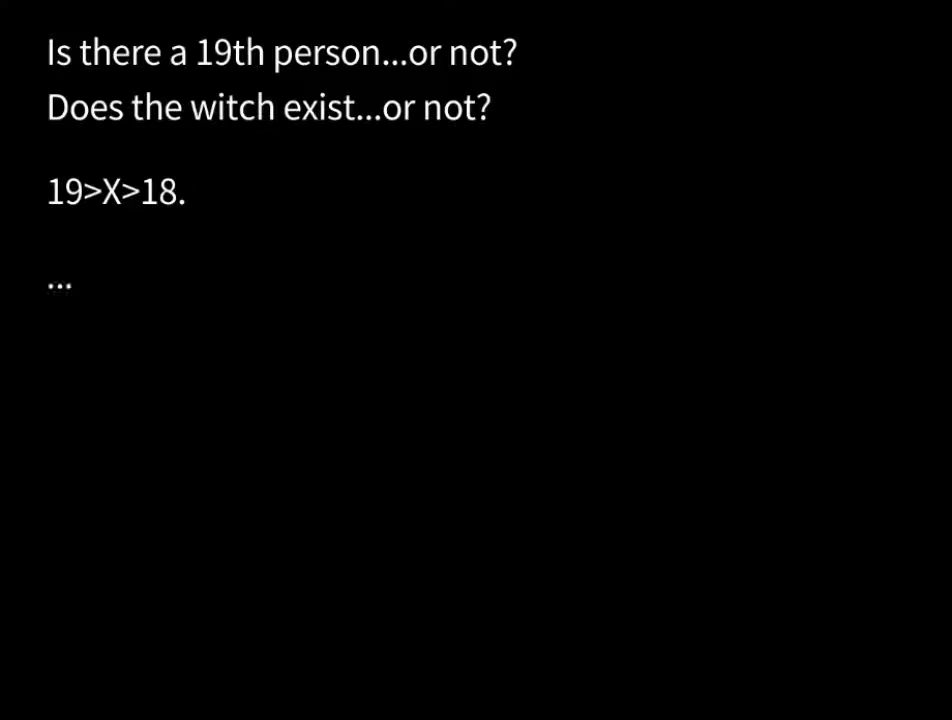 Is there a 19th person...or not?
Does the witch exist...or not?
19>X>18.
...